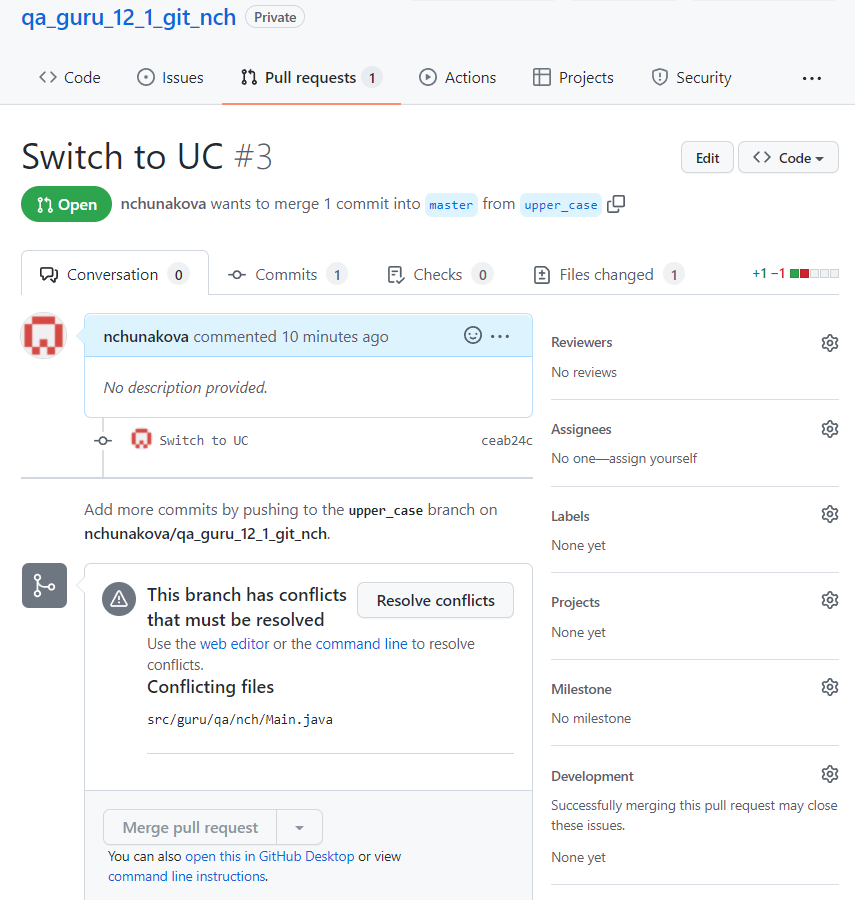 qa_guru_12_1_git_nch Private
Code Issues Pull requests 1 Actions Projects Security ...
Switch to UC #3
Edit Code
Open nchunakova wants to merge 1 commit into master from upper_case
Conversation 0 Commits 1 Checks 0 Files changed 1 +1 −1
nchunakova commented 10 minutes ago ...
No description provided.
Switch to UC ceab24c
Add more commits by pushing to the upper_case branch on
nchunakova/qa_guru_12_1_git_nch.
This branch has conflicts
that must be resolved
Resolve conflicts
Use the web editor or the command line to resolve
conflicts.
Conflicting files
src/guru/qa/nch/Main.java
Merge pull request
You can also open this in GitHub Desktop or view
command line instructions.
Reviewers
No reviews
Assignees
No one—assign yourself
Labels
None yet
Projects
None yet
Milestone
No milestone
Development
Successfully merging this pull request may close
these issues.
None yet